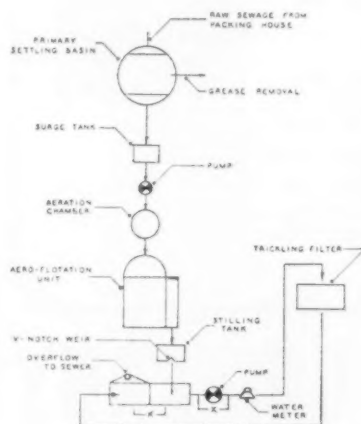 RAW SEWAGE FROM
PACKING HOUSE
PRIMARY
SETTLING BASIN
GREASE REMOVAL
SURGE TANK
PUMP
AERATION
CHAMBER
TRICKLING FILTER
AERO-FLOTATION
UNIT
STILLING
TANK
V-NOTCH WEIR
OVERFLOW
TO SEWER
PUMP
X
X
WATER
METER